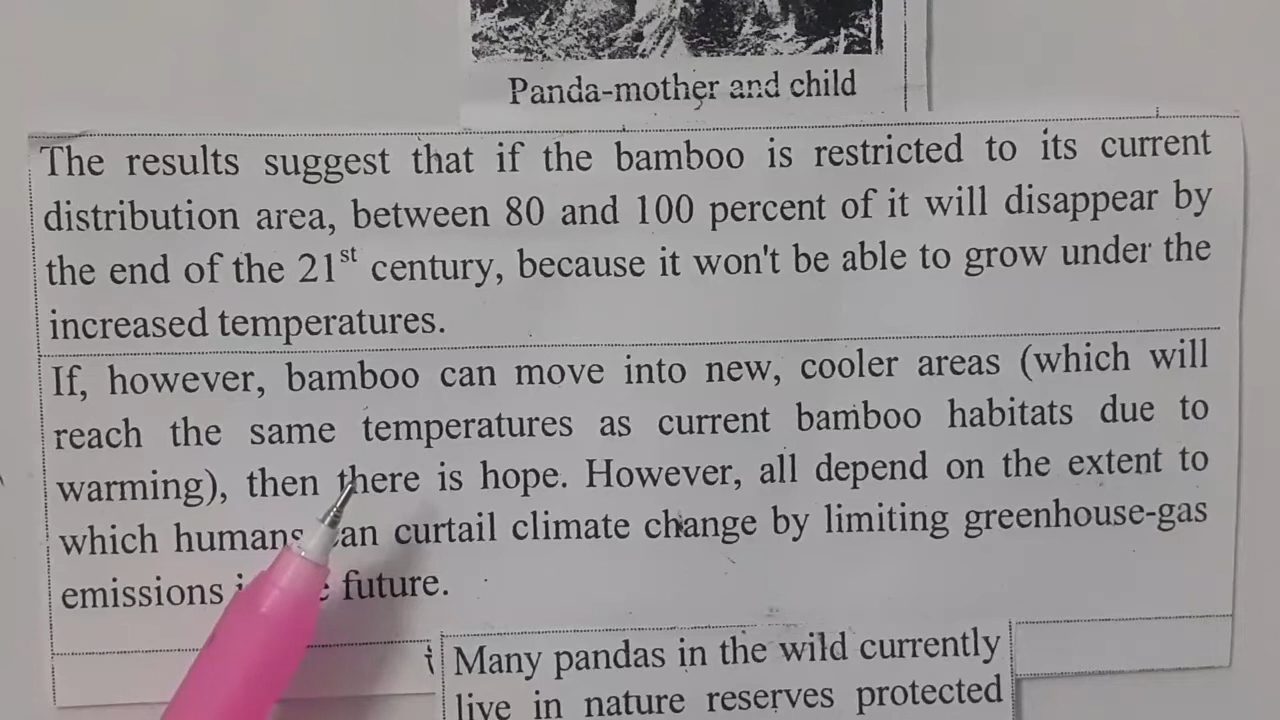 Panda-mother and child
The results suggest that if the bamboo is restricted to its current
distribution area, between 80 and 100 percent of it will disappear by
the end of the 21st century, because it won't be able to grow under the
increased temperatures.
If, however, bamboo can move into new, cooler areas (which will
reach the same temperatures as current bamboo habitats due to
warming), then there is hope. However, all depend on the extent to
which humans can curtail climate change by limiting greenhouse-gas
emissions future.
Many pandas in the wild currently
live in nature reserves protected